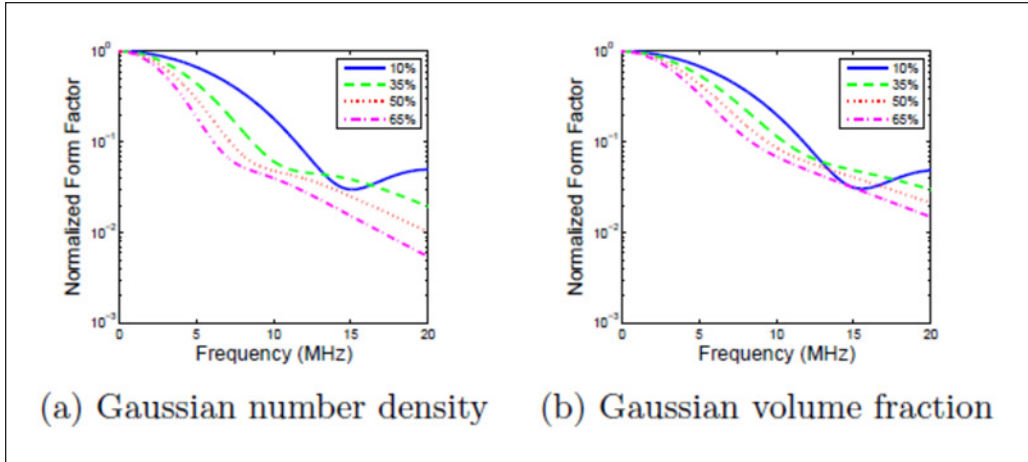 10⁰
10⁻¹
10⁻²
10⁻³
Normalized Form Factor
10%
35%
50%
65%
0 5 10 15 20
Frequency (MHz)
10⁰
10⁻¹
10⁻²
10⁻³
Normalized Form Factor
10%
35%
50%
65%
0 5 10 15 20
Frequency (MHz)
(a) Gaussian number density (b) Gaussian volume fraction